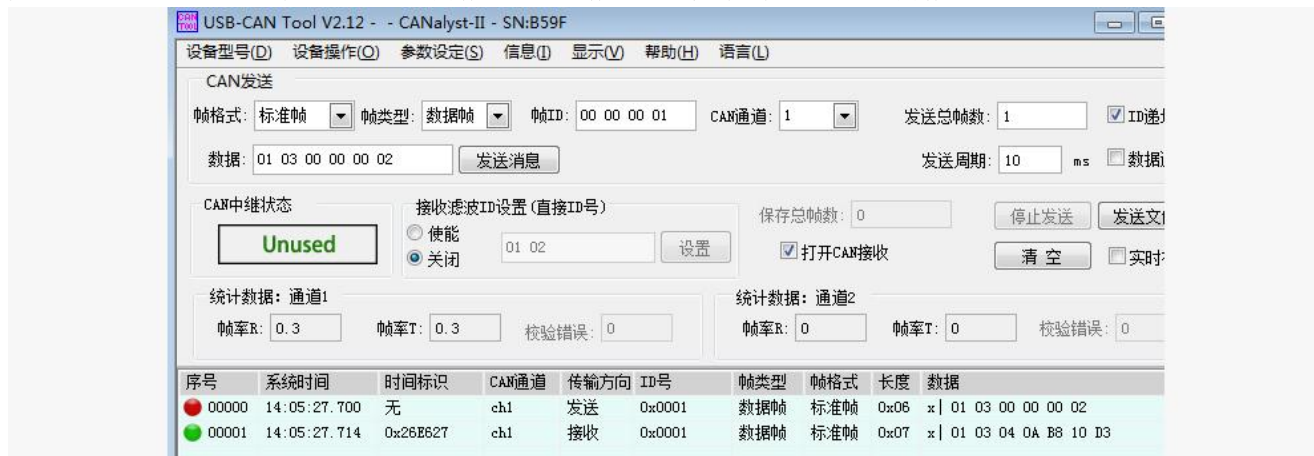 USB-CAN Tool V2.12 - - CANalyst-II - SN:B59F
设备型号(D) 设备操作(O) 参数设定(S) 信息(I) 显示(V) 帮助(H) 语言(L)
CAN发送
帧格式: 标准帧 帧类型: 数据帧 帧ID: 00 00 00 01 CAN通道: 1 发送总帧数: 1 ID递
数据: 01 03 00 00 00 02 发送消息 发送周期: 10 ms 数据
CAN中继状态 接收滤波ID设置(直接ID号) 保存总帧数: 0 停止发送 发送文
Unused 使能 01 02 设置 打开CAN接收 清 空 实时
关闭
统计数据: 通道1 统计数据: 通道2
帧率R: 0.3 帧率T: 0.3 校验错误: 0 帧率R: 0 帧率T: 0 校验错误: 0
序号 系统时间 时间标识 CAN通道 传输方向 ID号 帧类型 帧格式 长度 数据
00000 14:05:27.700 无 ch1 发送 0x0001 数据帧 标准帧 0x06 x| 01 03 00 00 00 02
00001 14:05:27.714 0x26E627 ch1 接收 0x0001 数据帧 标准帧 0x07 x| 01 03 04 0A B8 10 D3